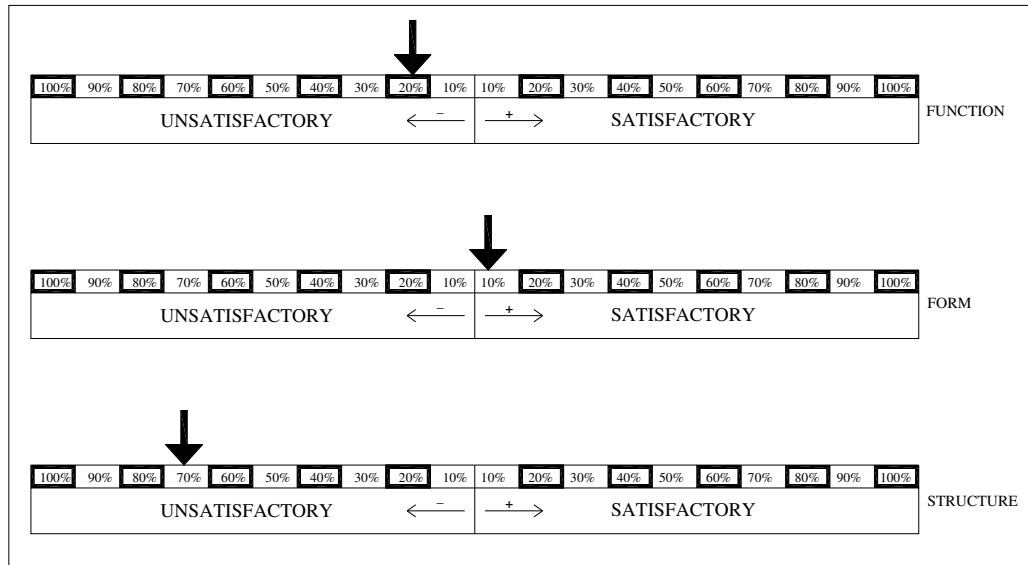 100% 90% 80% 70% 60% 50% 40% 30% 20% 10% 10% 20% 30% 40% 50% 60% 70% 80% 90% 100%
UNSATISFACTORY − + SATISFACTORY FUNCTION
100% 90% 80% 70% 60% 50% 40% 30% 20% 10% 10% 20% 30% 40% 50% 60% 70% 80% 90% 100%
UNSATISFACTORY − + SATISFACTORY FORM
100% 90% 80% 70% 60% 50% 40% 30% 20% 10% 10% 20% 30% 40% 50% 60% 70% 80% 90% 100%
UNSATISFACTORY − + SATISFACTORY STRUCTURE